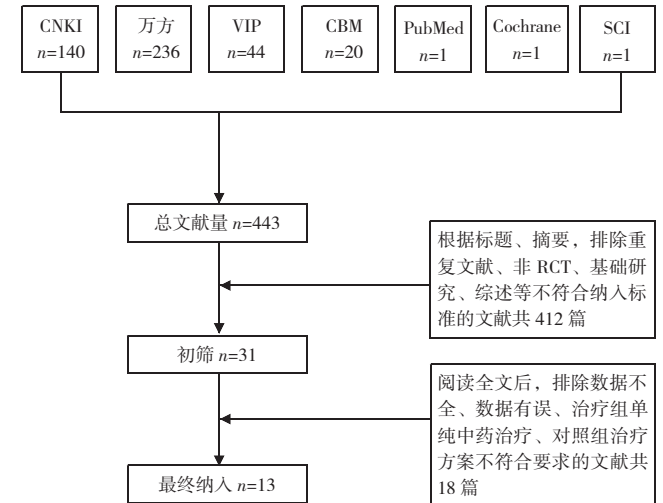 CNKI
n=140
万方
n=236
VIP
n=44
CBM
n=20
PubMed
n=1
Cochrane
n=1
SCI
n=1
总文献量 n=443
根据标题、摘要，排除重
复文献、非 RCT、基础研
究、综述等不符合纳入标
准的文献共 412 篇
初筛 n=31
阅读全文后，排除数据不
全、数据有误、治疗组单
纯中药治疗、对照组治疗
方案不符合要求的文献共
18 篇
最终纳入 n=13